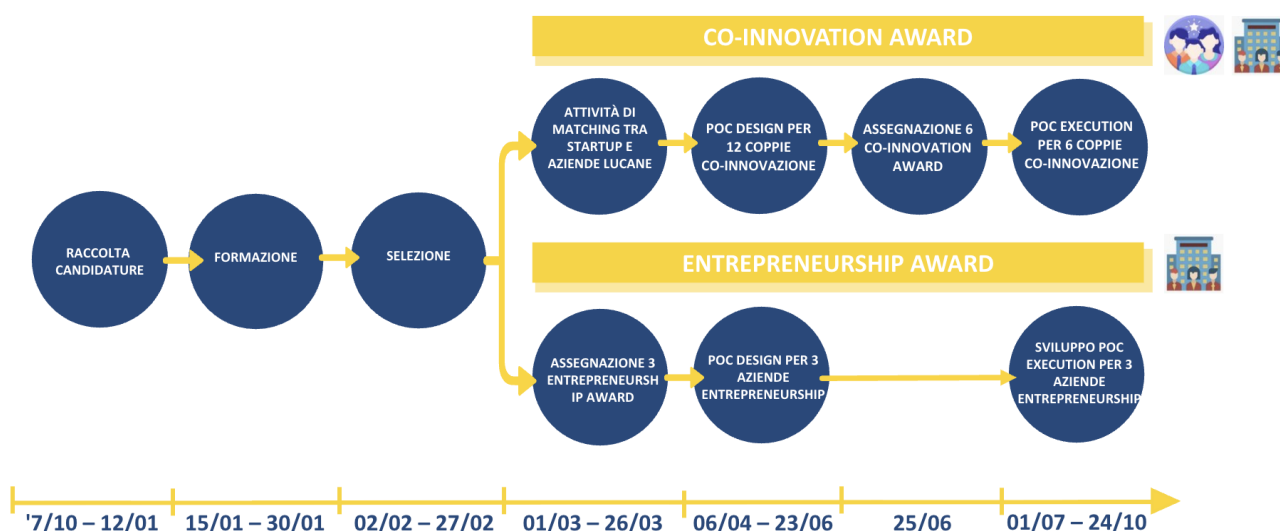 CO-INNOVATION AWARD
ATTIVITÀ DI
MATCHING TRA
STARTUP E
AZIENDE LUCANE
POC DESIGN PER
12 COPPIE
CO-INNOVAZIONE
ASSEGNAZIONE 6
CO-INNOVATION
AWARD
POC EXECUTION
PER 6 COPPIE
CO-INNOVAZIONE
RACCOLTA
CANDIDATURE
FORMAZIONE
SELEZIONE
ENTREPRENEURSHIP AWARD
ASSEGNAZIONE 3
ENTREPRENEURSH
IP AWARD
POC DESIGN PER 3
AZIENDE
ENTREPRENEURSHIP
SVILUPPO POC
EXECUTION PER 3
AZIENDE
ENTREPRENEURSHIP
'7/10 – 12/01
15/01 – 30/01
02/02 – 27/02
01/03 – 26/03
06/04 – 23/06
25/06
01/07 – 24/10